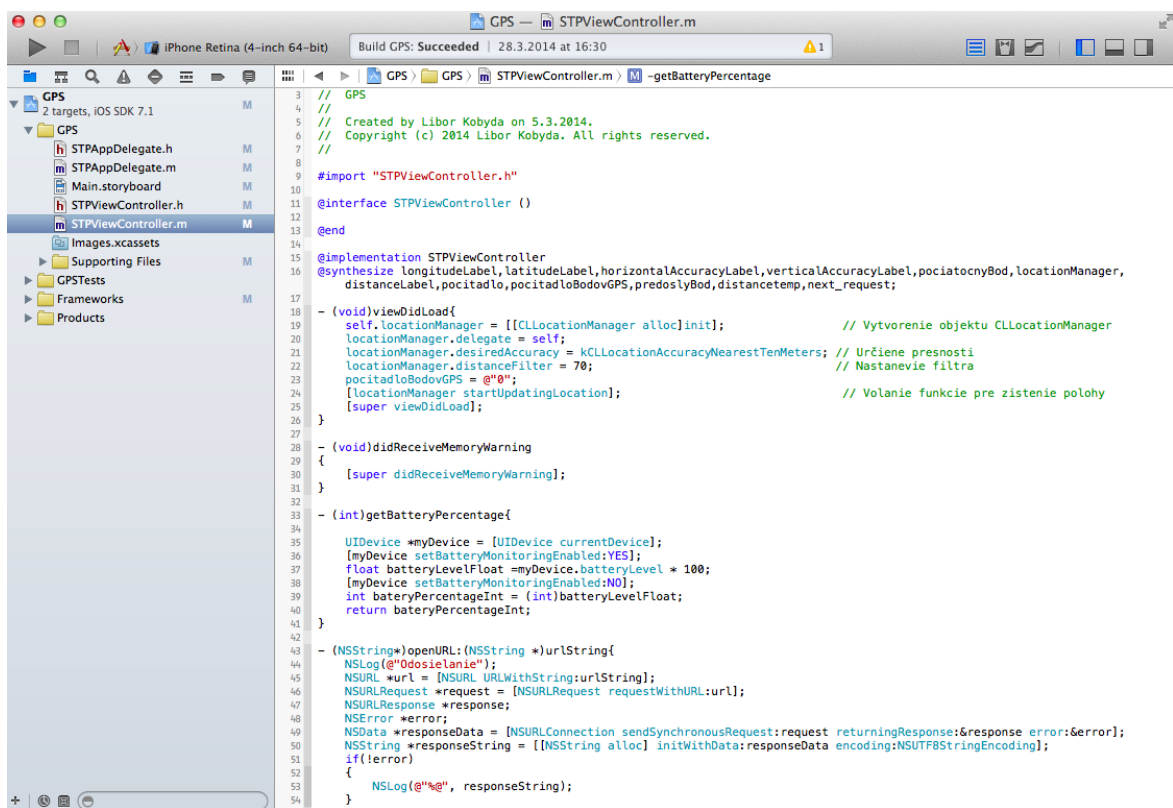 GPS — STPViewController.m
iPhone Retina (4-inch 64-bit)
Build GPS: Succeeded | 28.3.2014 at 16:30
1
GPS
2 targets, iOS SDK 7.1
M
GPS
STPAppDelegate.h M
STPAppDelegate.m M
Main.storyboard M
STPViewController.h M
STPViewController.m M
Images.xcassets
Supporting Files M
GPSTests
Frameworks M
Products
GPS GPS STPViewController.m M -getBatteryPercentage
3 // GPS
4 //
5 // Created by Libor Kobyda on 5.3.2014.
6 // Copyright (c) 2014 Libor Kobyda. All rights reserved.
7 //
8
9 #import "STPViewController.h"
10
11 @interface STPViewController ()
12
13 @end
14
15 @implementation STPViewController
16 @synthesize longitudeLabel,latitudeLabel,horizontalAccuracyLabel,verticalAccuracyLabel,pociatocnyBod,locationManager,
distanceLabel,pocitadlo,pocitadloBodovGPS,predoslyBod,distancetemp,next_request;
17
18 - (void)viewDidLoad{
19 self.locationManager = [[CLLocationManager alloc]init]; // Vytvorenie objektu CLLocationManager
20 locationManager.delegate = self;
21 locationManager.desiredAccuracy = kCLLocationAccuracyNearestTenMeters; // Určiene presnosti
22 locationManager.distanceFilter = 70; // Nastanevie filtra
23 pocitadloBodovGPS = @"0";
24 [locationManager startUpdatingLocation]; // Volanie funkcie pre zistenie polohy
25 [super viewDidLoad];
26 }
27
28 - (void)didReceiveMemoryWarning
29 {
30 [super didReceiveMemoryWarning];
31 }
32
33 - (int)getBatteryPercentage{
34
35 UIDevice *myDevice = [UIDevice currentDevice];
36 [myDevice setBatteryMonitoringEnabled:YES];
37 float batteryLevelFloat =myDevice.batteryLevel * 100;
38 [myDevice setBatteryMonitoringEnabled:NO];
39 int bateryPercentageInt = (int)batteryLevelFloat;
40 return bateryPercentageInt;
41 }
42
43 - (NSString*)openURL:(NSString *)urlString{
44 NSLog(@"Odosielanie");
45 NSURL *url = [NSURL URLWithString:urlString];
46 NSURLRequest *request = [NSURLRequest requestWithURL:url];
47 NSURLResponse *response;
48 NSError *error;
49 NSData *responseData = [NSURLConnection sendSynchronousRequest:request returningResponse:&response error:&error];
50 NSString *responseString = [[NSString alloc] initWithData:responseData encoding:NSUTF8StringEncoding];
51 if(!error)
52 {
53 NSLog(@"%@", responseString);
54 }